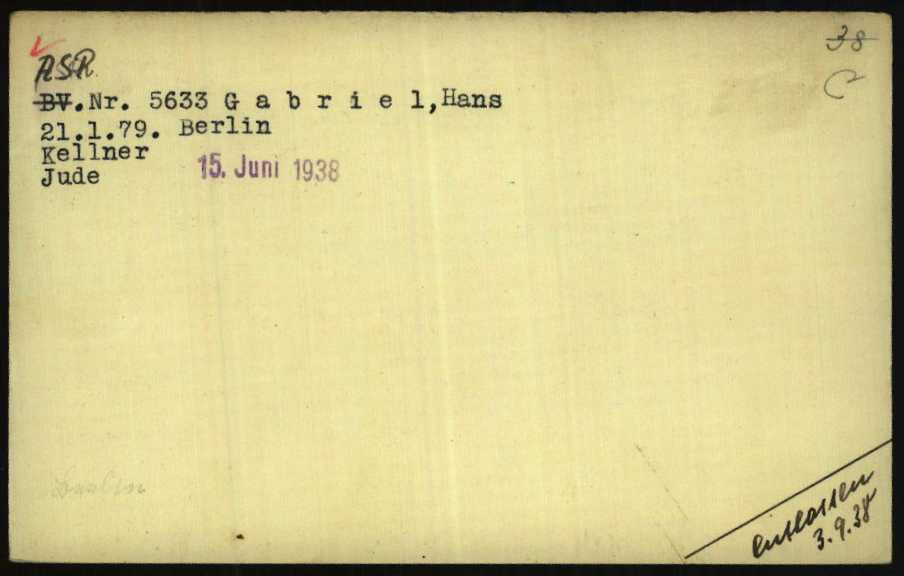 38
C
ASR
BV.Nr. 5633 G a b r i e l,Hans
21.1.79. Berlin
Kellner
Jude 15. Juni 1938
entlassen
3.9.38